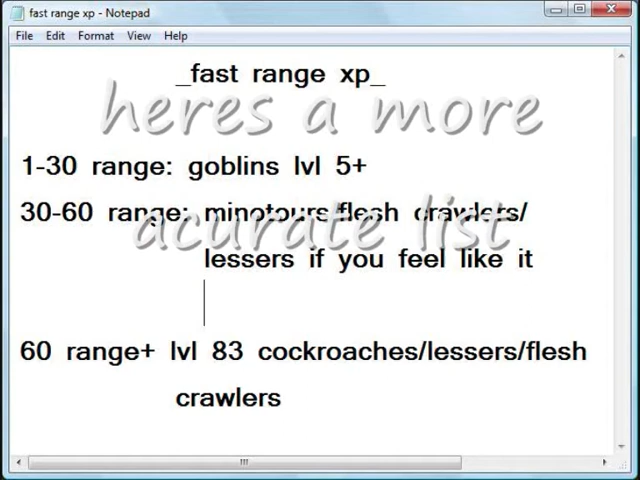 fast range xp - Notepad
File Edit Format View Help
_fast range xp_
heres a more
1-30 range: goblins lvl 5+
30-60 range: minotours/flesh crawlers/
acurate list
lessers if you feel like it
60 range+ lvl 83 cockroaches/lessers/flesh
crawlers